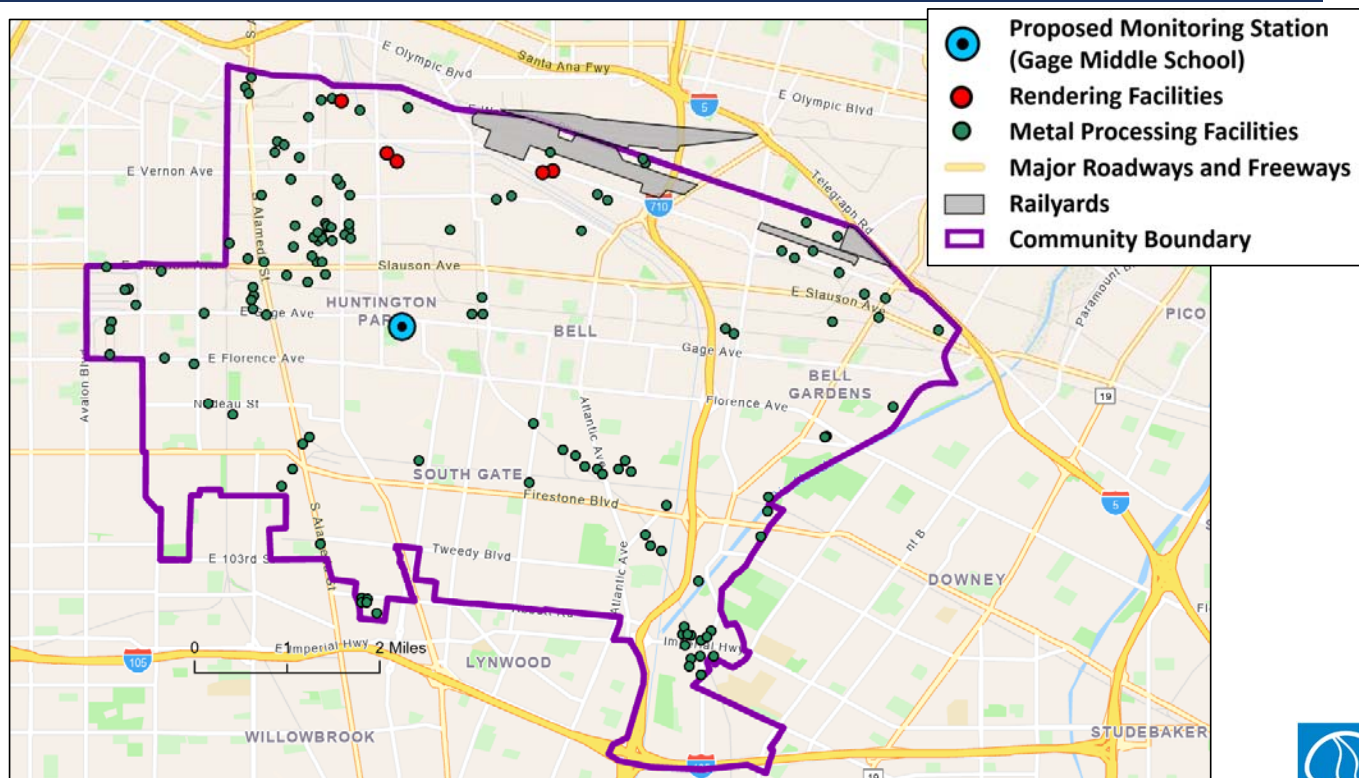 Proposed Monitoring Station
(Gage Middle School)
Rendering Facilities
Metal Processing Facilities
Major Roadways and Freeways
Railyards
Community Boundary
E Olympic Blvd
Santa Ana Fwy
5
E Olympic Blvd
E Vernon Ave
S Alameda St
Telegraph Rd
710
Slauson Ave
E Slauson Ave
Paramount
HUNTINGTON
PARK
E Gage Ave
BELL
PICO
Gage Ave
E Florence Ave
BELL
GARDENS
Avalon Blvd
Nadeau St
Florence Ave
19
Atlantic Ave
SOUTH GATE
Firestone Blvd
5
S Alameda St
E 103rd St
Tweedy Blvd
Atlantic Ave
nt B
DOWNEY
0 1 2 Miles
E Imperial Hwy
Imperial Hwy
105
LYNWOOD
WILLOWBROOK
STUDEBAKER
19